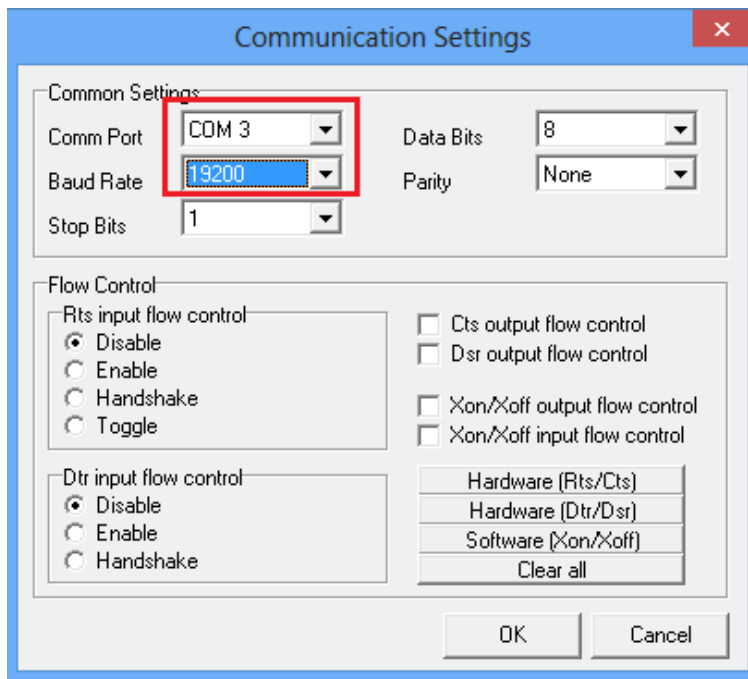 Communication Settings
Common Settings
Comm Port COM 3 Data Bits 8
Baud Rate 19200 Parity None
Stop Bits 1
Flow Control
Rts input flow control
Disable
Enable
Handshake
Toggle
Cts output flow control
Dsr output flow control
Xon/Xoff output flow control
Xon/Xoff input flow control
Dtr input flow control
Disable
Enable
Handshake
Hardware (Rts/Cts)
Hardware (Dtr/Dsr)
Software (Xon/Xoff)
Clear all
OK Cancel